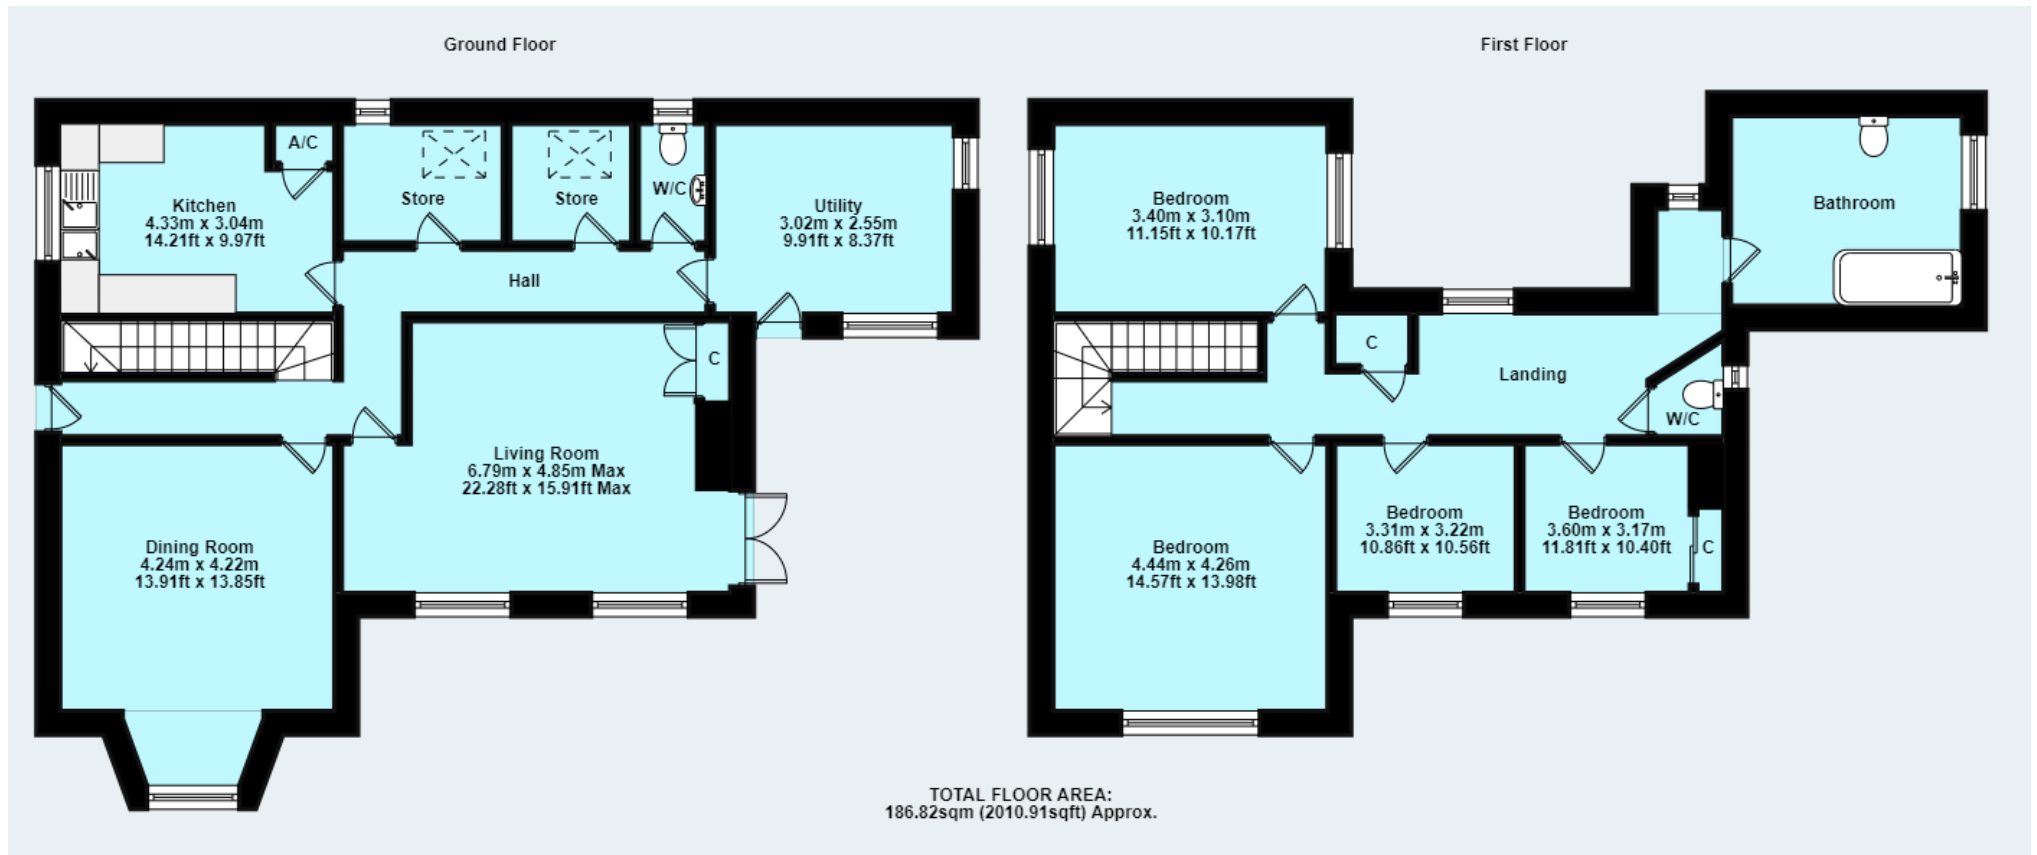 Ground Floor
First Floor
A/C
Kitchen
4.33m x 3.04m
14.21ft x 9.97ft
Store
Store
W/C
Utility
3.02m x 2.55m
9.91ft x 8.37ft
Hall
C
Living Room
6.79m x 4.85m Max
22.28ft x 15.91ft Max
Dining Room
4.24m x 4.22m
13.91ft x 13.85ft
Bedroom
3.40m x 3.10m
11.15ft x 10.17ft
Bathroom
C
Landing
W/C
Bedroom
4.44m x 4.26m
14.57ft x 13.98ft
Bedroom
3.31m x 3.22m
10.86ft x 10.56ft
Bedroom
3.60m x 3.17m
11.81ft x 10.40ft
C
TOTAL FLOOR AREA:
186.82sqm (2010.91sqft) Approx.